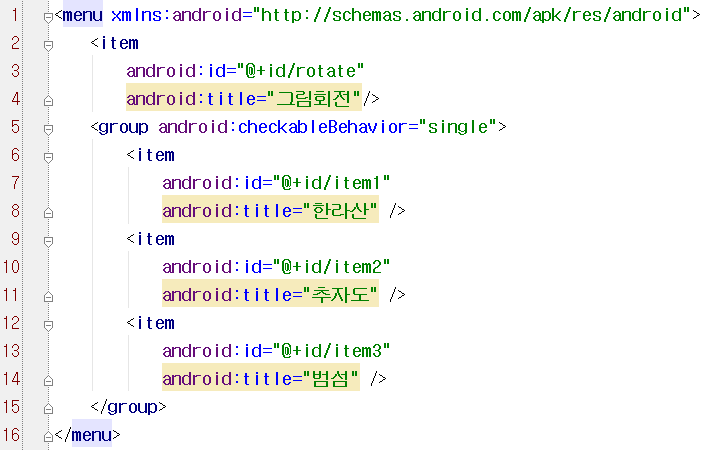 1 <menu xmlns:android="http://schemas.android.com/apk/res/android">
2 <item
3 android:id="@+id/rotate"
4 android:title="그림회전"/>
5 <group android:checkableBehavior="single">
6 <item
7 android:id="@+id/item1"
8 android:title="한라산" />
9 <item
10 android:id="@+id/item2"
11 android:title="추자도" />
12 <item
13 android:id="@+id/item3"
14 android:title="범섬" />
15 </group>
16 </menu>